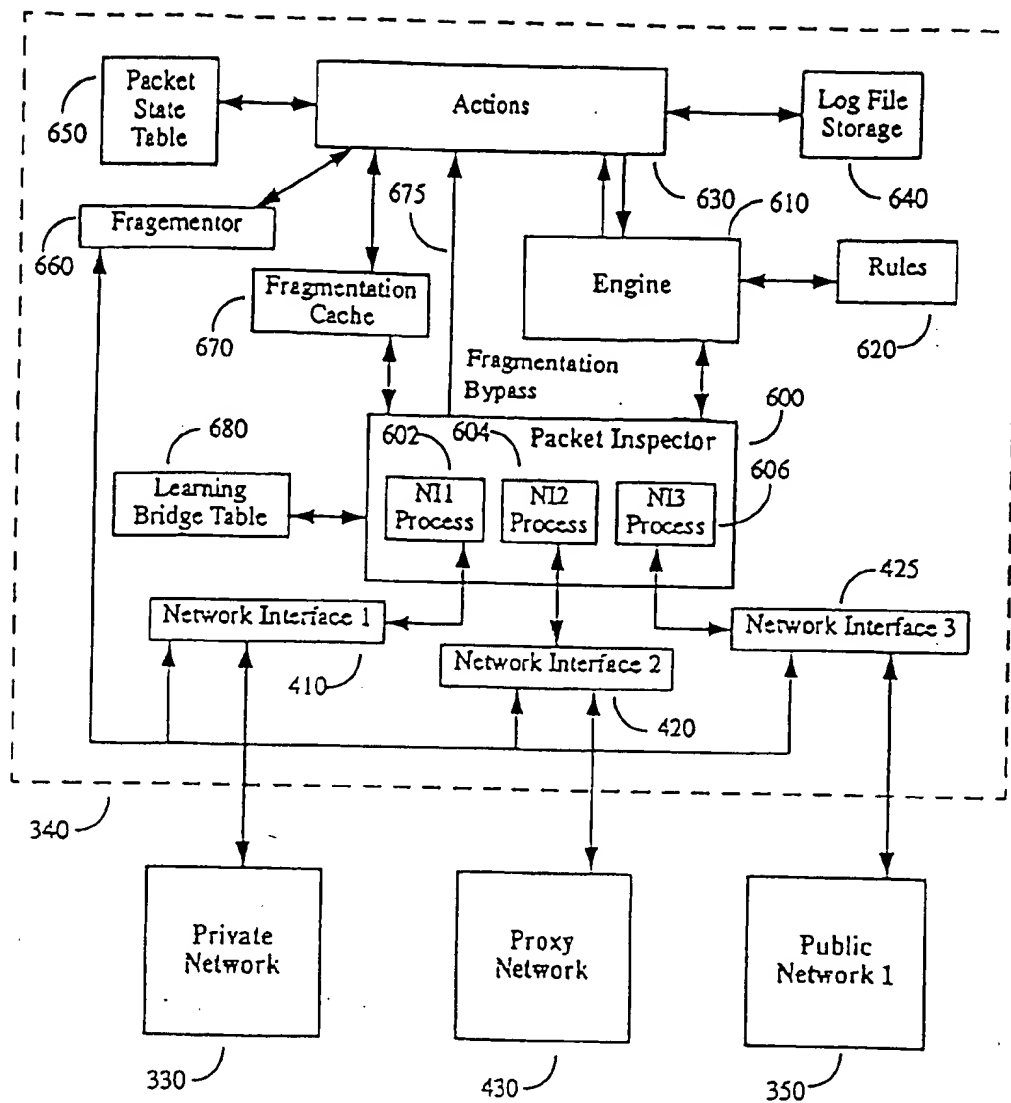 650
Packet
State
Table
Actions
Log File
Storage
640
675
630
610
Fragementor
660
Engine
Rules
620
Fragmentation
Cache
670
Fragmentation
Bypass
600
680
602
604
Packet Inspector
606
Learning
Bridge Table
NI1
Process
NI2
Process
NI3
Process
425
Network Interface 1
410
Network Interface 2
420
Network Interface 3
340
Private
Network
Proxy
Network
Public
Network 1
330
430
350